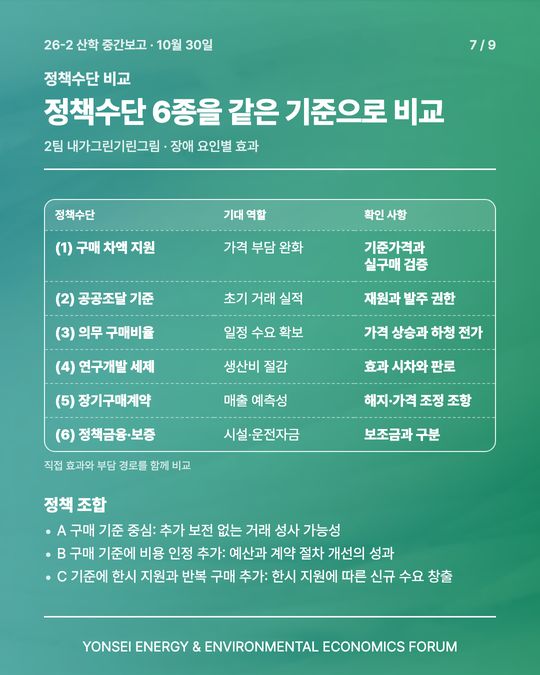 26-2 산학 중간보고 · 10월 30일
7 / 9
정책수단 비교
정책수단 6종을 같은 기준으로 비교
2팀 내가그린기린그림 · 장애 요인별 효과
정책수단 기대 역할 확인 사항
(1) 구매 차액 지원 가격 부담 완화 기준가격과
실구매 검증
(2) 공공조달 기준 초기 거래 실적 재원과 발주 권한
(3) 의무 구매비율 일정 수요 확보 가격 상승과 하청 전가
(4) 연구개발 세제 생산비 절감 효과 시차와 판로
(5) 장기구매계약 매출 예측성 해지·가격 조정 조항
(6) 정책금융·보증 시설·운전자금 보조금과 구분
직접 효과와 부담 경로를 함께 비교
정책 조합
• A 구매 기준 중심: 추가 보전 없는 거래 성사 가능성
• B 구매 기준에 비용 인정 추가: 예산과 계약 절차 개선의 성과
• C 기준에 한시 지원과 반복 구매 추가: 한시 지원에 따른 신규 수요 창출
YONSEI ENERGY & ENVIRONMENTAL ECONOMICS FORUM